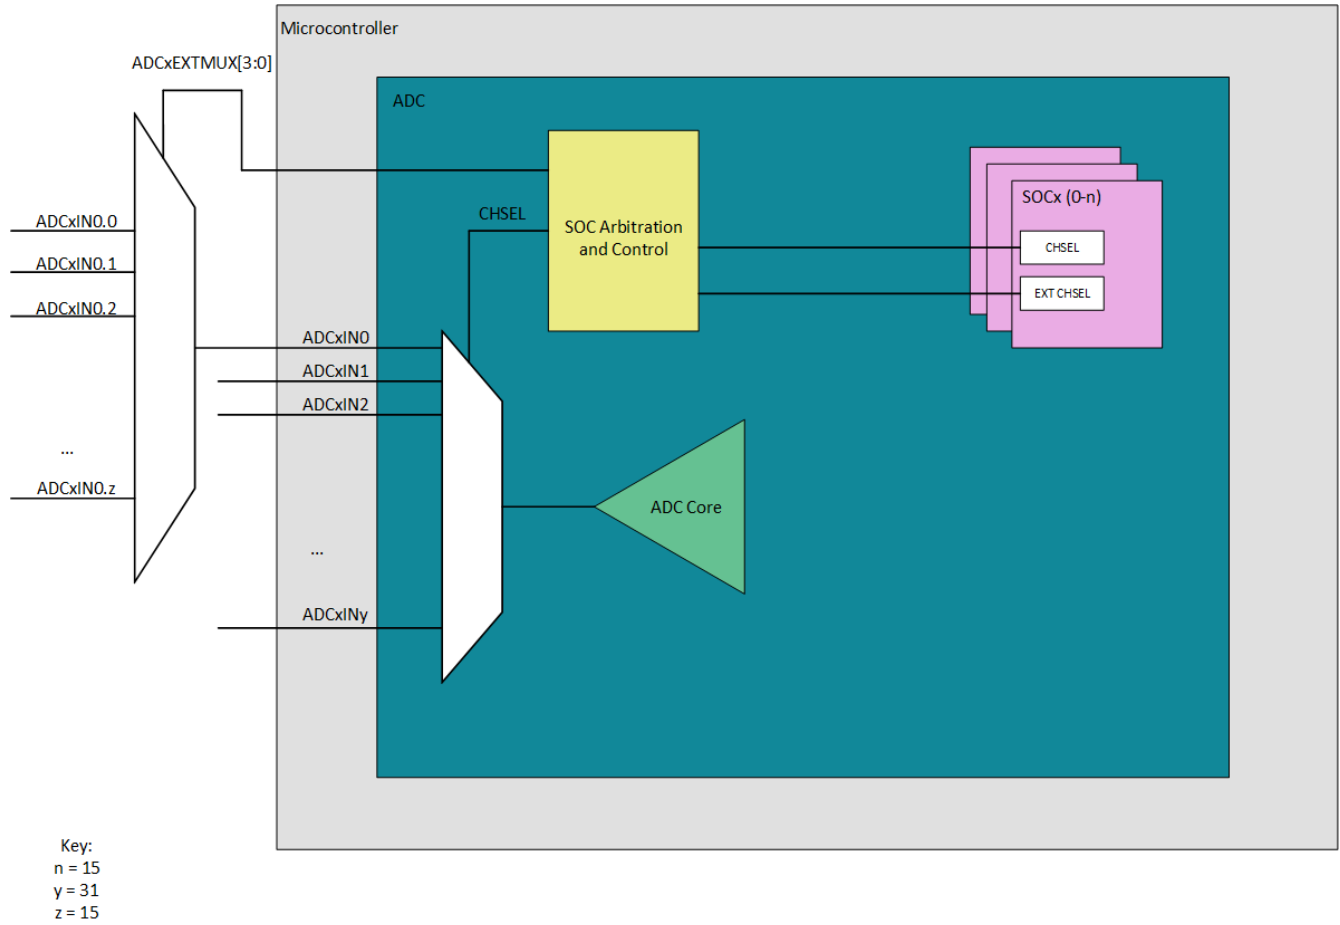 Microcontroller
ADCxEXTMUX[3:0]
ADC
SOCx (0-n)
CHSEL
SOC Arbitration
and Control
ADCxIN0.0
CHSEL
ADCxIN0.1
EXT CHSEL
ADCxIN0.2
ADCxIN0
ADCxIN1
ADCxIN2
...
ADCxIN0.z
ADC Core
...
ADCxINy
Key:
n = 15
y = 31
z = 15